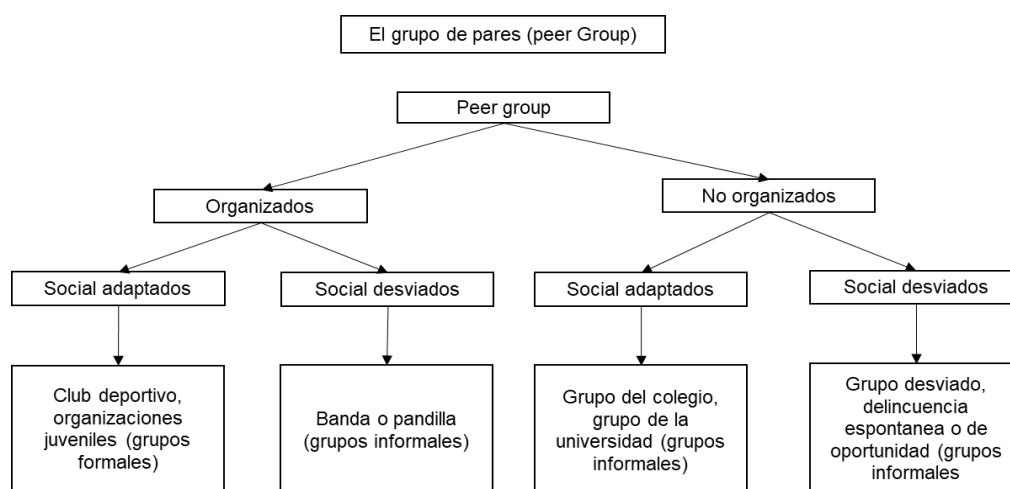 El grupo de pares (peer Group)
Peer group
Organizados
No organizados
Social adaptados
Social desviados
Social adaptados
Social desviados
Club deportivo,
organizaciones
juveniles (grupos
formales)
Banda o pandilla
(grupos informales)
Grupo del colegio,
grupo de la
universidad (grupos
informales)
Grupo desviado,
delincuencia
espontanea o de
oportunidad (grupos
informales